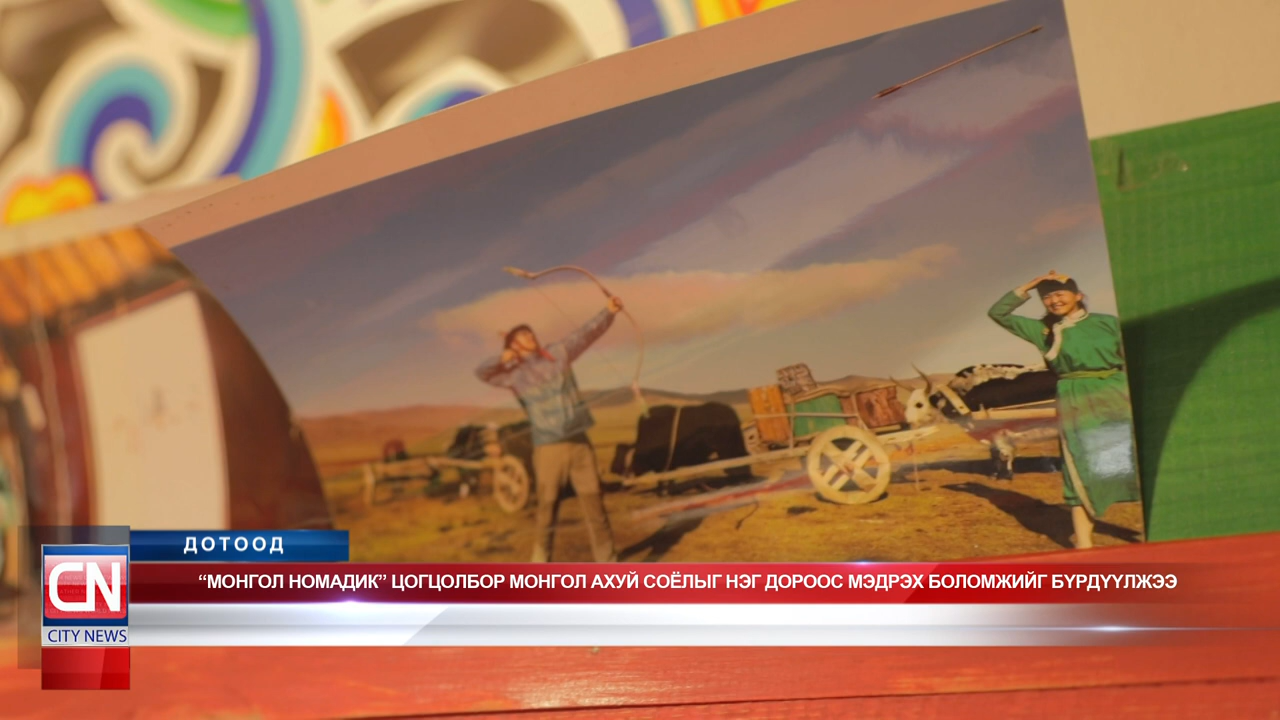 ДОТООД
“МОНГОЛ НОМАДИК” ЦОГЦОЛБОР МОНГОЛ АХУЙ СОЁЛЫГ НЭГ ДОРООС МЭДРЭХ БОЛОМЖИЙГ БҮРДҮҮЛЖЭЭ
CN
CITY NEWS